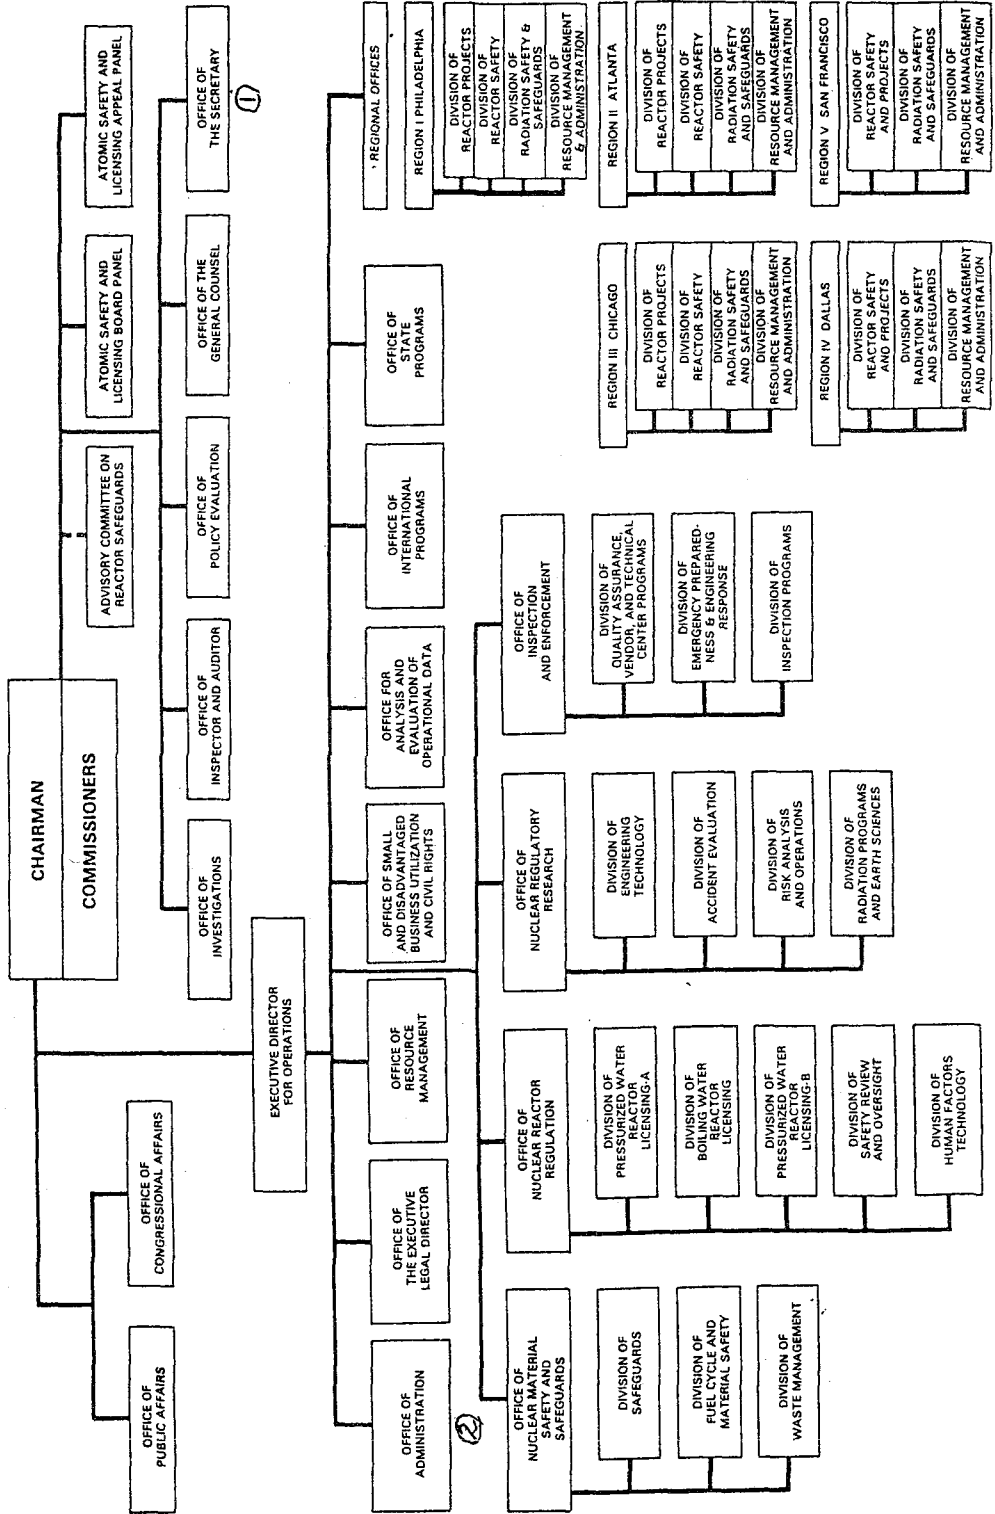 CHAIRMAN
COMMISSIONERS
OFFICE OF
PUBLIC AFFAIRS
OFFICE OF
CONGRESSIONAL AFFAIRS
ADVISORY COMMITTEE ON
REACTOR SAFEGUARDS
ATOMIC SAFETY AND
LICENSING BOARD PANEL
ATOMIC SAFETY AND
LICENSING APPEAL PANEL
OFFICE OF
INVESTIGATIONS
OFFICE OF
INSPECTOR AND AUDITOR
OFFICE OF
POLICY EVALUATION
OFFICE OF THE
GENERAL COUNSEL
OFFICE OF
THE SECRETARY
1
EXECUTIVE DIRECTOR
FOR OPERATIONS
OFFICE OF
ADMINISTRATION
2
OFFICE OF
THE EXECUTIVE
LEGAL DIRECTOR
OFFICE OF
RESOURCE
MANAGEMENT
OFFICE OF SMALL
AND DISADVANTAGED
BUSINESS UTILIZATION
AND CIVIL RIGHTS
OFFICE FOR
ANALYSIS AND
EVALUATION OF
OPERATIONAL DATA
OFFICE OF
INTERNATIONAL
PROGRAMS
OFFICE OF
STATE
PROGRAMS
REGIONAL OFFICES
REGION I PHILADELPHIA
DIVISION OF
REACTOR PROJECTS
DIVISION OF
REACTOR SAFETY
DIVISION OF
RADIATION SAFETY &
SAFEGUARDS
DIVISION OF
RESOURCE MANAGEMENT
& ADMINISTRATION
OFFICE OF
NUCLEAR MATERIAL
SAFETY AND
SAFEGUARDS
DIVISION OF
SAFEGUARDS
DIVISION OF
FUEL CYCLE AND
MATERIAL SAFETY
DIVISION OF
WASTE MANAGEMENT
OFFICE OF
NUCLEAR REACTOR
REGULATION
DIVISION OF
PRESSURIZED WATER
REACTOR
LICENSING-A
DIVISION OF
BOILING WATER
REACTOR
LICENSING
DIVISION OF
PRESSURIZED WATER
REACTOR
LICENSING-B
DIVISION OF
SAFETY REVIEW
AND OVERSIGHT
DIVISION OF
HUMAN FACTORS
TECHNOLOGY
OFFICE OF
NUCLEAR REGULATORY
RESEARCH
DIVISION OF
ENGINEERING
TECHNOLOGY
DIVISION OF
ACCIDENT EVALUATION
DIVISION OF
RISK ANALYSIS
AND OPERATIONS
DIVISION OF
RADIATION PROGRAMS
AND EARTH SCIENCES
OFFICE OF
INSPECTION
AND ENFORCEMENT
DIVISION OF
QUALITY ASSURANCE,
VENDOR, AND TECHNICAL
CENTER PROGRAMS
DIVISION OF
EMERGENCY PREPARED-
NESS & ENGINEERING
RESPONSE
DIVISION OF
INSPECTION PROGRAMS
REGION III CHICAGO
DIVISION OF
REACTOR PROJECTS
DIVISION OF
REACTOR SAFETY
DIVISION OF
RADIATION SAFETY
AND SAFEGUARDS
DIVISION OF
RESOURCE MANAGEMENT
AND ADMINISTRATION
REGION II ATLANTA
DIVISION OF
REACTOR PROJECTS
DIVISION OF
REACTOR SAFETY
DIVISION OF
RADIATION SAFETY
AND SAFEGUARDS
DIVISION OF
RESOURCE MANAGEMENT
AND ADMINISTRATION
REGION IV DALLAS
DIVISION OF
REACTOR SAFETY
AND PROJECTS
DIVISION OF
RADIATION SAFETY
AND SAFEGUARDS
DIVISION OF
RESOURCE MANAGEMENT
AND ADMINISTRATION
REGION V SAN FRANCISCO
DIVISION OF
REACTOR SAFETY
AND PROJECTS
DIVISION OF
RADIATION SAFETY
AND SAFEGUARDS
DIVISION OF
RESOURCE MANAGEMENT
AND ADMINISTRATION